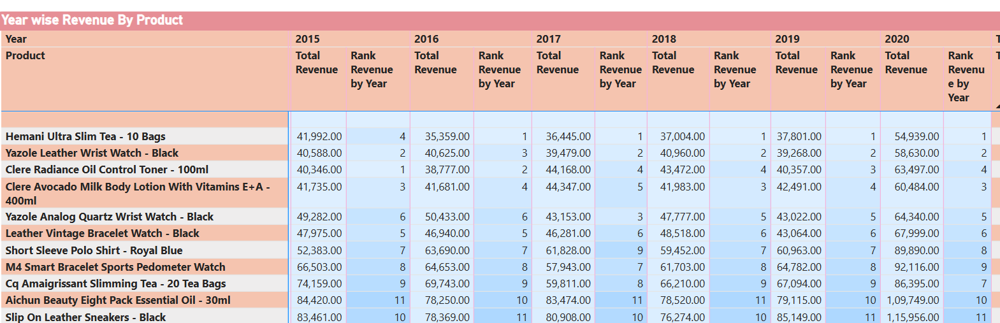 Year wise Revenue By Product
Year 2015 2016 2017 2018 2019 2020 T
Product Total Rank Total Rank Total Rank Total Rank Total Rank Total Rank T
Revenue Revenue Revenue Revenue Revenue Revenue Revenue Revenue Revenue Revenue Revenue Revenu
by Year by Year by Year by Year by Year e by
Year
Hemani Ultra Slim Tea - 10 Bags 41,992.00 4 35,359.00 1 36,445.00 1 37,004.00 1 37,801.00 1 54,939.00 1
Yazole Leather Wrist Watch - Black 40,588.00 2 40,625.00 3 39,479.00 2 40,960.00 2 39,268.00 2 58,630.00 2
Clere Radiance Oil Control Toner - 100ml 40,346.00 1 38,777.00 2 44,168.00 4 43,472.00 4 40,357.00 3 63,497.00 4
Clere Avocado Milk Body Lotion With Vitamins E+A - 41,735.00 3 41,681.00 4 44,347.00 5 41,983.00 3 42,491.00 4 60,484.00 3
400ml
Yazole Analog Quartz Wrist Watch - Black 49,282.00 6 50,433.00 6 43,153.00 3 47,777.00 5 43,022.00 5 64,340.00 5
Leather Vintage Bracelet Watch - Black 47,975.00 5 46,940.00 5 46,281.00 6 48,518.00 6 43,064.00 6 67,999.00 6
Short Sleeve Polo Shirt - Royal Blue 52,383.00 7 63,690.00 7 61,828.00 9 59,452.00 7 60,963.00 7 89,890.00 8
M4 Smart Bracelet Sports Pedometer Watch 66,503.00 8 64,653.00 8 57,943.00 7 61,703.00 8 64,782.00 8 92,116.00 9
Cq Amaigrissant Slimming Tea - 20 Tea Bags 74,159.00 9 69,743.00 9 59,811.00 8 66,210.00 9 67,094.00 9 86,395.00 7
Aichun Beauty Eight Pack Essential Oil - 30ml 84,420.00 11 78,250.00 10 83,474.00 11 78,520.00 11 79,115.00 10 1,09,749.00 10
Slip On Leather Sneakers - Black 83,461.00 10 78,369.00 11 80,908.00 10 76,274.00 10 85,149.00 11 1,15,956.00 11